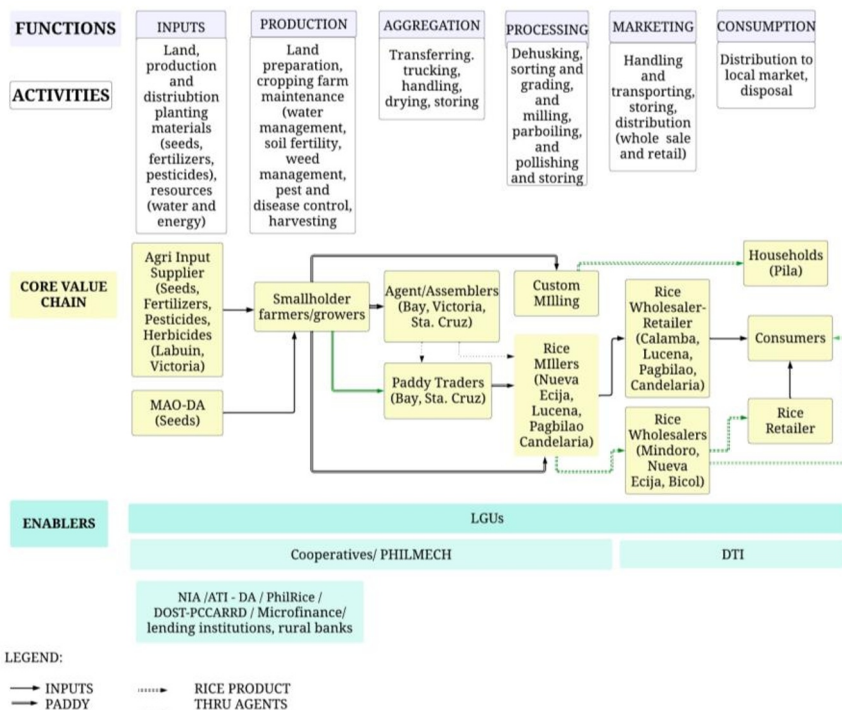 FUNCTIONS
INPUTS
PRODUCTION
AGGREGATION
PROCESSING
MARKETING
CONSUMPTION
ACTIVITIES
Land,
production
and
distriubtion
planting
materials
(seeds,
fertilizers,
pesticides),
resources
(water and
energy)
Land
preparation,
cropping farm
maintenance
(water
management,
soil fertility,
weed
management,
pest and
disease control,
harvesting
Transferring.
trucking,
handling,
drying, storing
Dehusking,
sorting and
grading,
and
milling,
parboiling,
and
pollishing
and storing
Handling
and
transporting,
storing,
distribution
(whole sale
and retail)
Distribution to
local market,
disposal
CORE VALUE
CHAIN
Agri Input
Supplier
(Seeds,
Fertilizers,
Pesticides,
Herbicides
(Labuin,
Victoria)
MAO-DA
(Seeds)
Smallholder
farmers/growers
Agent/Assemblers
(Bay, Victoria,
Sta. Cruz)
Paddy Traders
(Bay, Sta. Cruz)
Custom
MIlling
Rice
MIllers
(Nueva
Ecija,
Lucena,
Pagbilao
Candelaria)
Rice
Wholesaler-
Retailer
(Calamba,
Lucena,
Pagbilao,
Candelaria)
Rice
Wholesalers
(Mindoro,
Nueva
Ecija, Bicol)
Households
(Pila)
Consumers
Rice
Retailer
ENABLERS
LGUs
Cooperatives/ PHILMECH
DTI
NIA /ATI - DA / PhilRice /
DOST-PCCARRD / Microfinance/
lending institutions, rural banks
LEGEND:
INPUTS
RICE PRODUCT
PADDY
THRU AGENTS